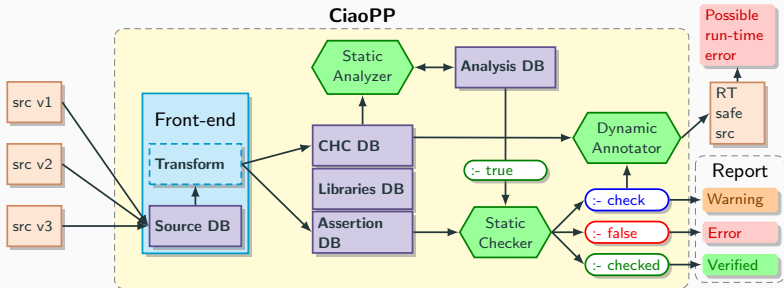 CiaoPP
src v1
src v2
src v3
Front-end
Transform
Source DB
Static
Analyzer
Analysis DB
CHC DB
Libraries DB
Assertion
DB
:- true
Static
Checker
Dynamic
Annotator
:- check
:- false
:- checked
Possible
run-time
error
RT
safe
src
Report
Warning
Error
Verified